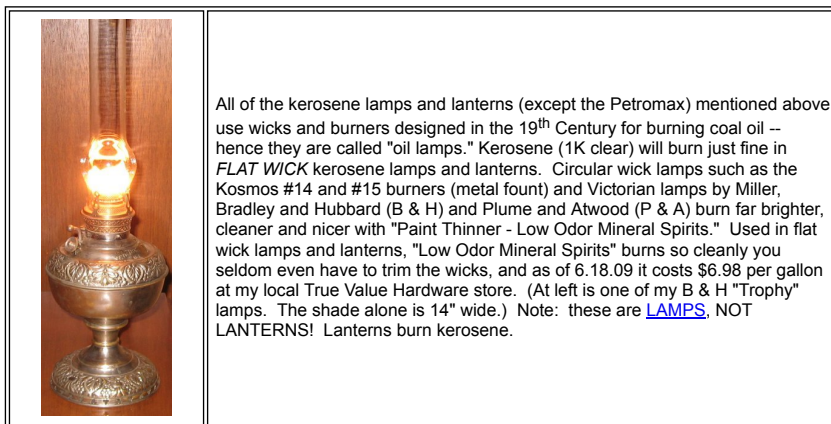 All of the kerosene lamps and lanterns (except the Petromax) mentioned above
use wicks and burners designed in the 19th Century for burning coal oil --
hence they are called "oil lamps." Kerosene (1K clear) will burn just fine in
FLAT WICK kerosene lamps and lanterns.  Circular wick lamps such as the
Kosmos #14 and #15 burners (metal fount) and Victorian lamps by Miller,
Bradley and Hubbard (B & H) and Plume and Atwood (P & A) burn far brighter,
cleaner and nicer with "Paint Thinner - Low Odor Mineral Spirits."  Used in flat
wick lamps and lanterns, "Low Odor Mineral Spirits" burns so cleanly you
seldom even have to trim the wicks, and as of 6.18.09 it costs $6.98 per gallon
at my local True Value Hardware store.  (At left is one of my B & H "Trophy"
lamps.  The shade alone is 14" wide.)  Note:  these are LAMPS, NOT
LANTERNS!  Lanterns burn kerosene.